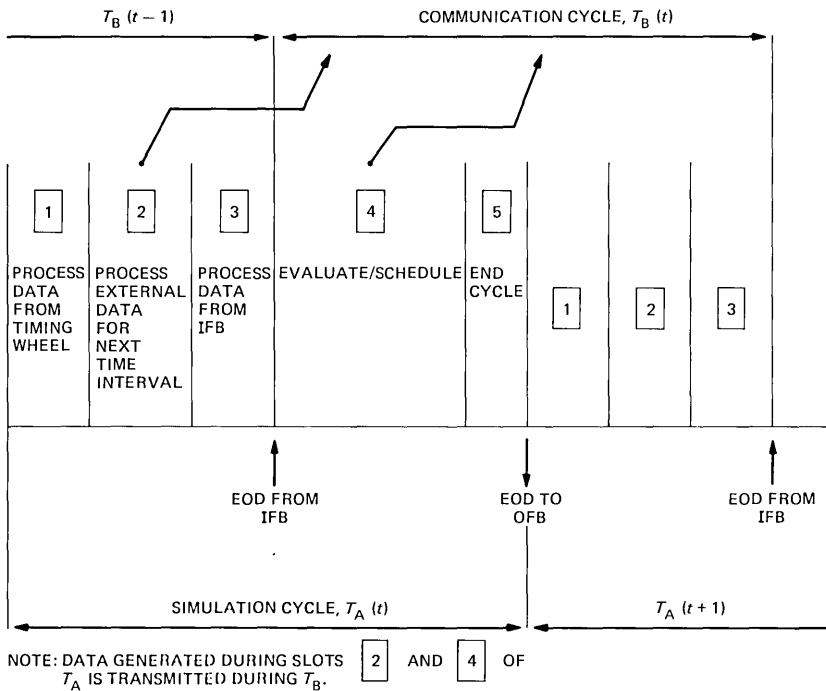 T_B (t − 1)
COMMUNICATION CYCLE, T_B (t)
1
2
3
4
5
PROCESS
DATA
FROM
TIMING
WHEEL
PROCESS
EXTERNAL
DATA
FOR
NEXT
TIME
INTERVAL
PROCESS
DATA
FROM
IFB
EVALUATE/SCHEDULE
END
CYCLE
1
2
3
EOD FROM
IFB
EOD TO
OFB
EOD FROM
IFB
SIMULATION CYCLE, T_A (t)
T_A (t + 1)
NOTE: DATA GENERATED DURING SLOTS 2 AND 4 OF
T_A IS TRANSMITTED DURING T_B.